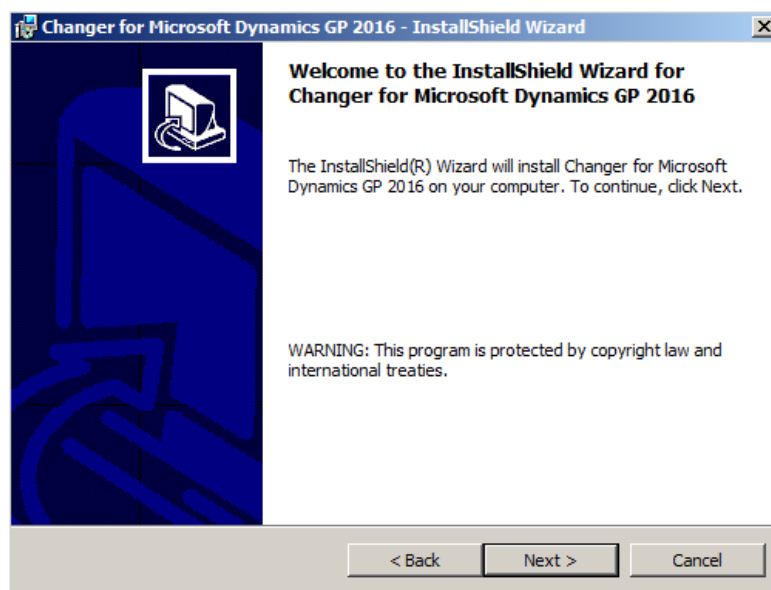 Changer for Microsoft Dynamics GP 2016 - InstallShield Wizard
Welcome to the InstallShield Wizard for
Changer for Microsoft Dynamics GP 2016
The InstallShield(R) Wizard will install Changer for Microsoft
Dynamics GP 2016 on your computer. To continue, click Next.
WARNING: This program is protected by copyright law and
international treaties.
< Back
Next >
Cancel